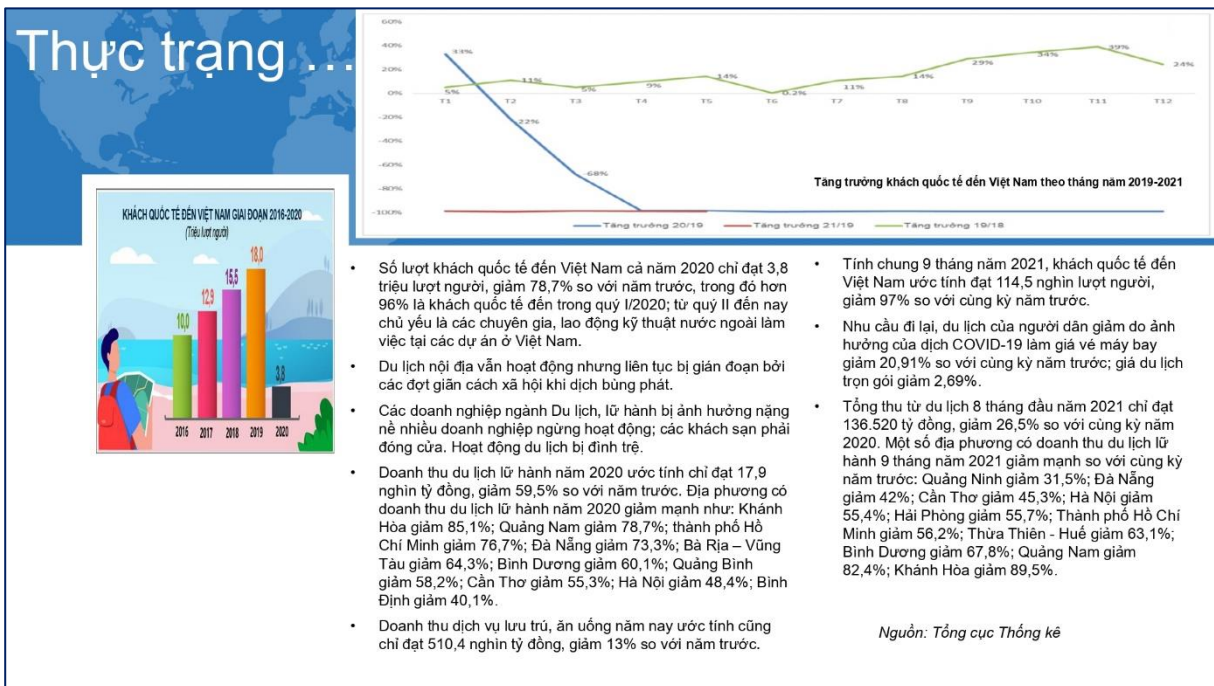 Thực trạng ...
60%
40%
20%
0%
-20%
-40%
-60%
-80%
-100%
33%
5%
11%
5%
9%
14%
0.2%
11%
14%
29%
34%
39%
24%
-22%
-68%
T1
T2
T3
T4
T5
T6
T7
T8
T9
T10
T11
T12
Tăng trưởng khách quốc tế đến Việt Nam theo tháng năm 2019-2021
Tăng trưởng 20/19
Tăng trưởng 21/19
Tăng trưởng 19/18
KHÁCH QUỐC TẾ ĐẾN VIỆT NAM GIAI ĐOẠN 2016-2020
(Triệu lượt người)
10,0
12,9
15,5
18,0
3,8
2016
2017
2018
2019
2020
• Số lượt khách quốc tế đến Việt Nam cả năm 2020 chỉ đạt 3,8
triệu lượt người, giảm 78,7% so với năm trước, trong đó hơn
96% là khách quốc tế đến trong quý I/2020; từ quý II đến nay
chủ yếu là các chuyên gia, lao động kỹ thuật nước ngoài làm
việc tại các dự án ở Việt Nam.
• Du lịch nội địa vẫn hoạt động nhưng liên tục bị gián đoạn bởi
các đợt giãn cách xã hội khi dịch bùng phát.
• Các doanh nghiệp ngành Du lịch, lữ hành bị ảnh hưởng nặng
nề nhiều doanh nghiệp ngừng hoạt động; các khách sạn phải
đóng cửa. Hoạt động du lịch bị đình trệ.
• Doanh thu du lịch lữ hành năm 2020 ước tính chỉ đạt 17,9
nghìn tỷ đồng, giảm 59,5% so với năm trước. Địa phương có
doanh thu du lịch lữ hành năm 2020 giảm mạnh như: Khánh
Hòa giảm 85,1%; Quảng Nam giảm 78,7%; thành phố Hồ
Chí Minh giảm 76,7%; Đà Nẵng giảm 73,3%; Bà Rịa – Vũng
Tàu giảm 64,3%; Bình Dương giảm 60,1%; Quảng Bình
giảm 58,2%; Cần Thơ giảm 55,3%; Hà Nội giảm 48,4%; Bình
Định giảm 40,1%.
• Doanh thu dịch vụ lưu trú, ăn uống năm nay ước tính cũng
chỉ đạt 510,4 nghìn tỷ đồng, giảm 13% so với năm trước.
• Tính chung 9 tháng năm 2021, khách quốc tế đến
Việt Nam ước tính đạt 114,5 nghìn lượt người,
giảm 97% so với cùng kỳ năm trước.
• Nhu cầu đi lại, du lịch của người dân giảm do ảnh
hưởng của dịch COVID-19 làm giá vé máy bay
giảm 20,91% so với cùng kỳ năm trước; giá du lịch
trọn gói giảm 2,69%.
• Tổng thu từ du lịch 8 tháng đầu năm 2021 chỉ đạt
136.520 tỷ đồng, giảm 26,5% so với cùng kỳ năm
2020. Một số địa phương có doanh thu du lịch lữ
hành 9 tháng năm 2021 giảm mạnh so với cùng kỳ
năm trước: Quảng Ninh giảm 31,5%; Đà Nẵng
giảm 42%; Cần Thơ giảm 45,3%; Hà Nội giảm
55,4%; Hải Phòng giảm 55,7%; Thành phố Hồ Chí
Minh giảm 56,2%; Thừa Thiên - Huế giảm 63,1%;
Bình Dương giảm 67,8%; Quảng Nam giảm
82,4%; Khánh Hòa giảm 89,5%.
Nguồn: Tổng cục Thống kê